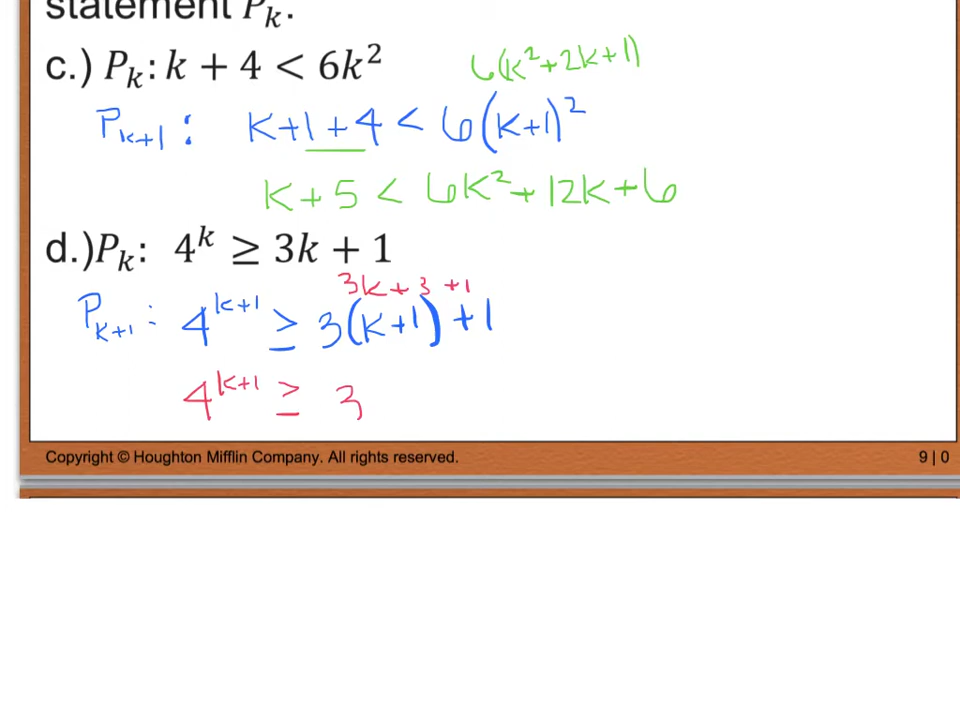 statement Pₖ.
c.) Pₖ: k + 4 < 6k²
6(k²+2k+1)
Pₖ₊₁ : k+1+4 < 6(k+1)²
k+5 < 6k²+12k+6
d.)Pₖ: 4ᵏ ≥ 3k + 1
3k+3+1
Pₖ₊₁ : 4ᵏ⁺¹ ≥ 3(k+1)+1
4ᵏ⁺¹ ≥ 3
Copyright © Houghton Mifflin Company. All rights reserved.
9 | 0